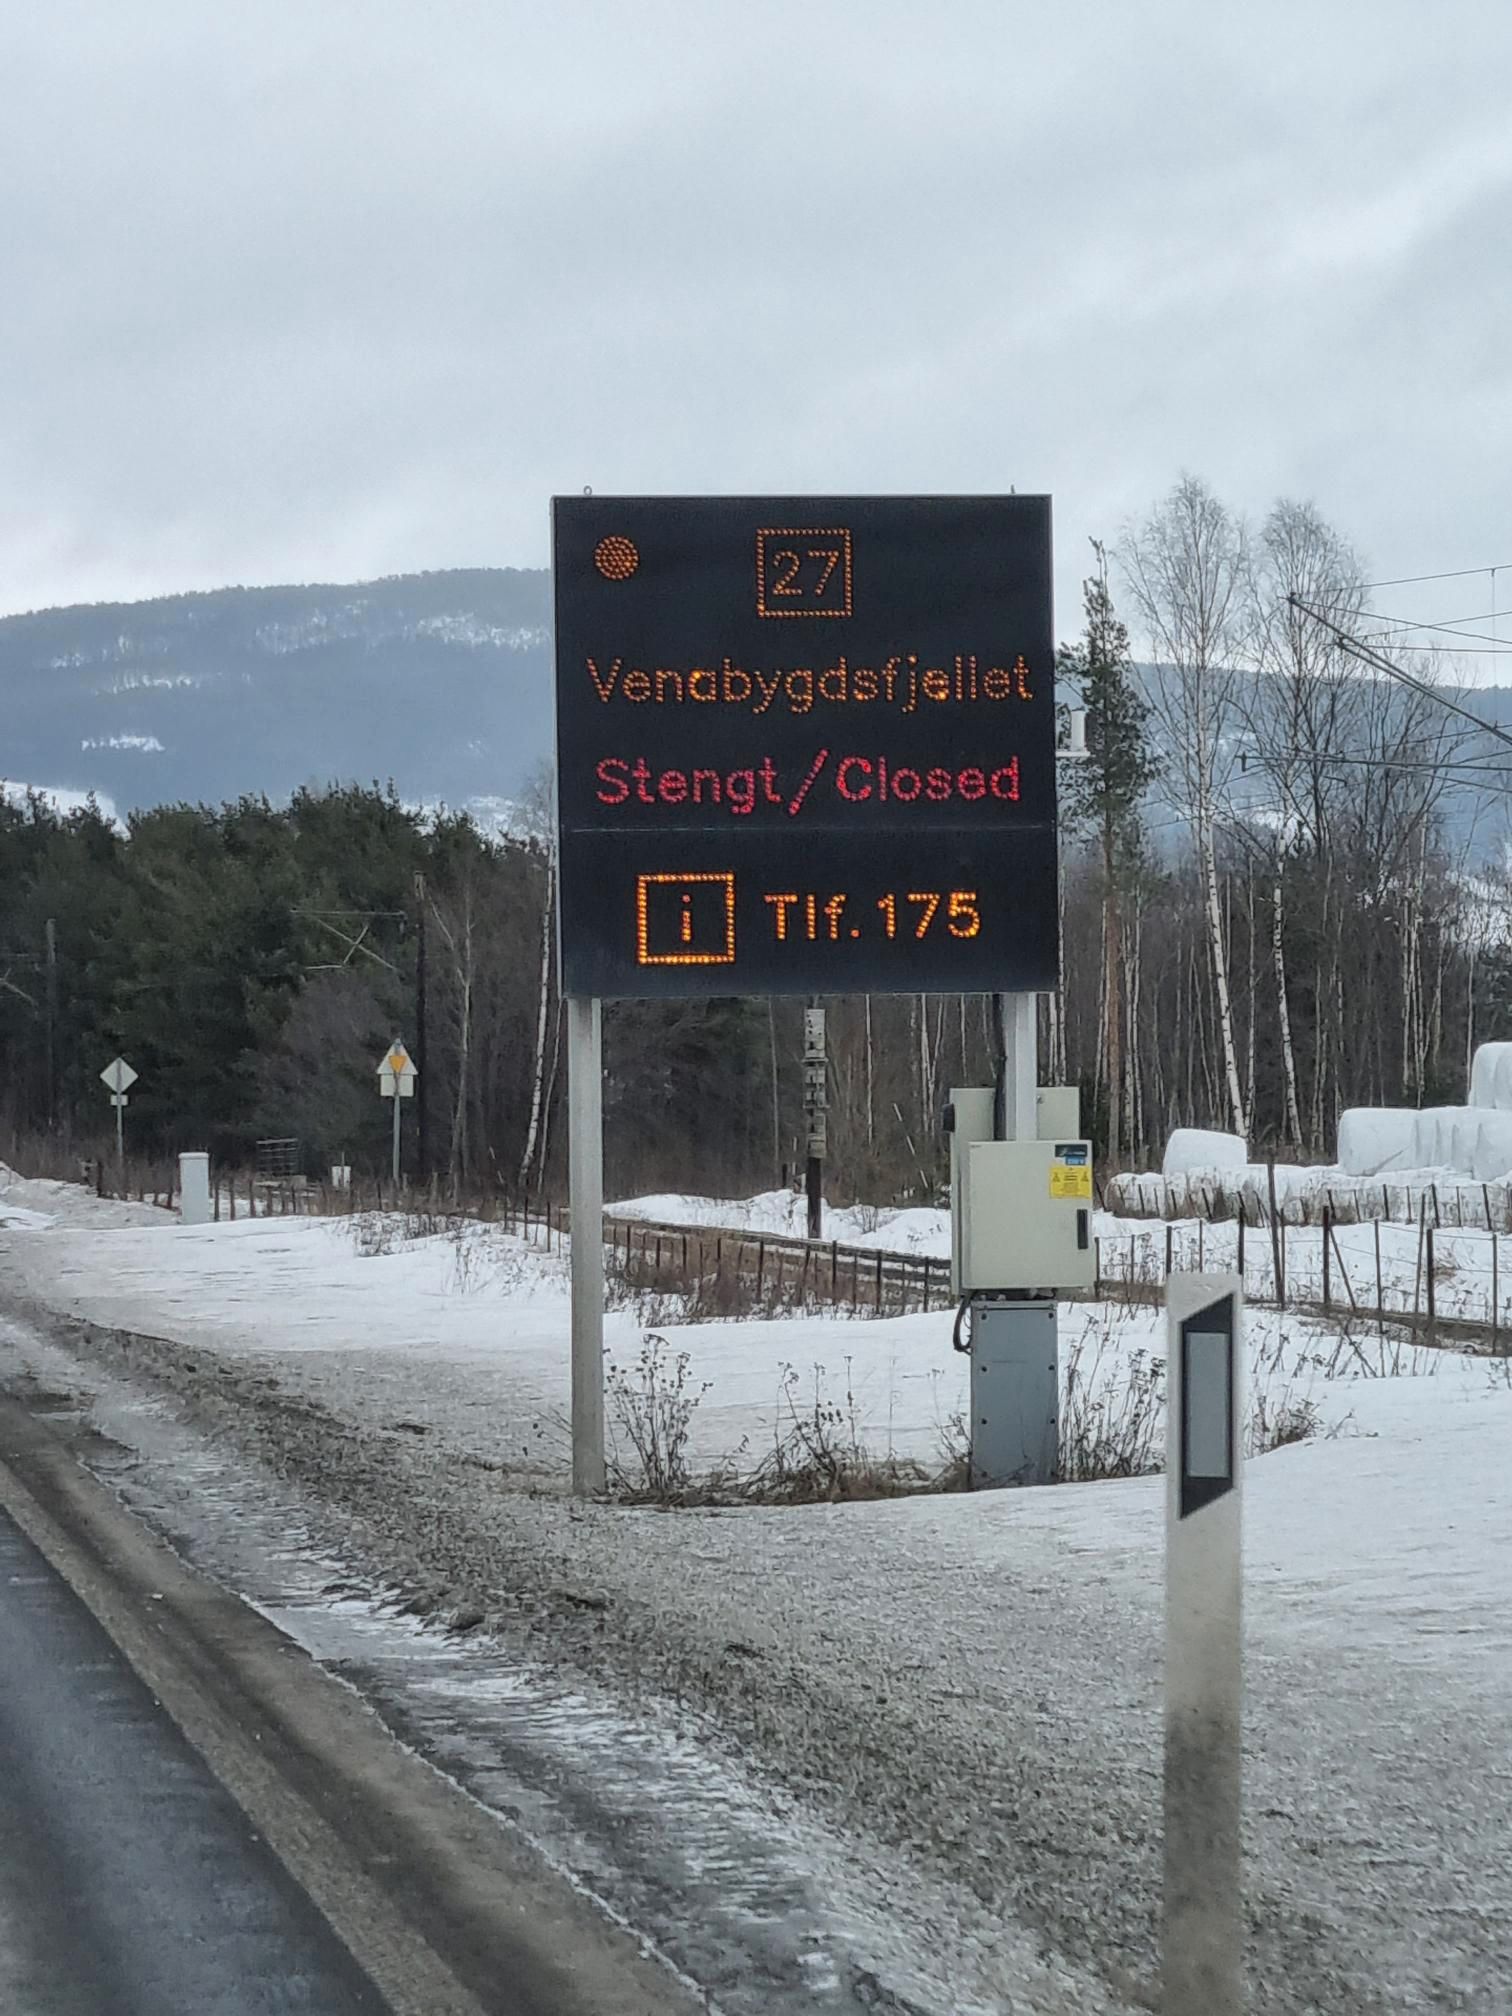 27
Venabygdsfjellet
Stengt/Closed
i Tlf.175